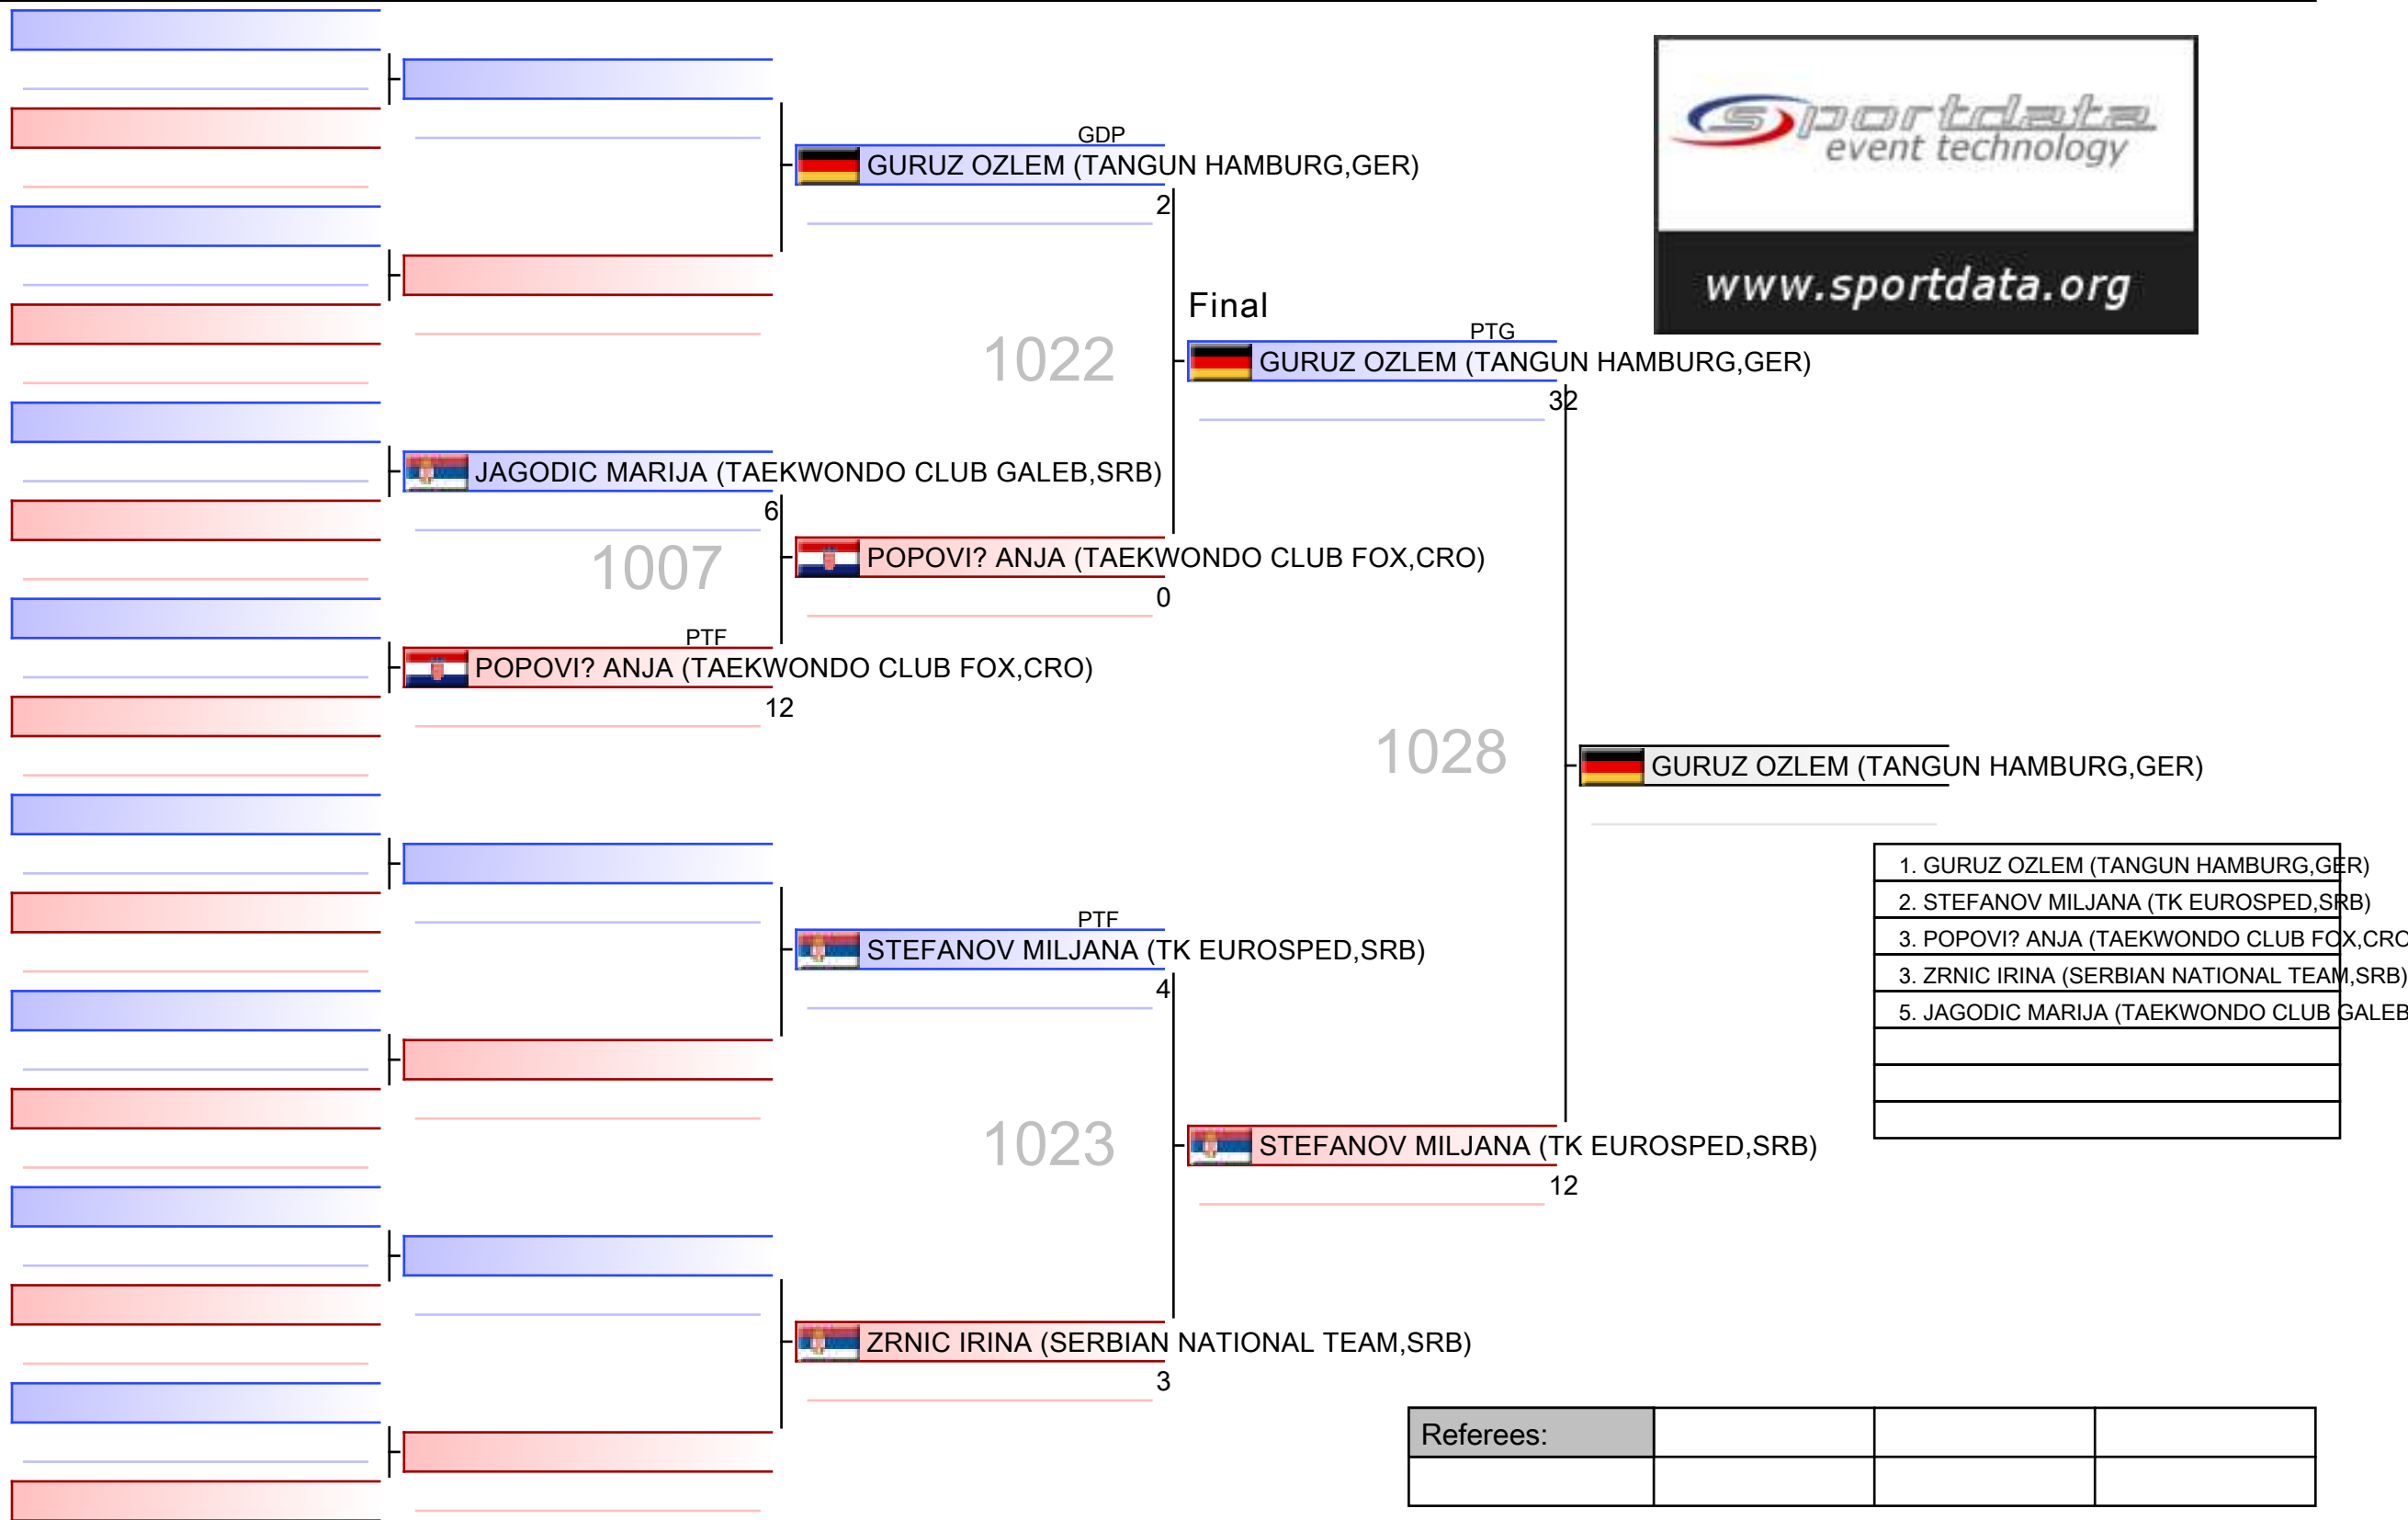 sportdata
event technology
www.sportdata.org
GDP
GURUZ OZLEM (TANGUN HAMBURG,GER)
2
Final
PTG
1022
GURUZ OZLEM (TANGUN HAMBURG,GER)
32
JAGODIC MARIJA (TAEKWONDO CLUB GALEB,SRB)
6
1007
POPOVI? ANJA (TAEKWONDO CLUB FOX,CRO)
0
PTF
POPOVI? ANJA (TAEKWONDO CLUB FOX,CRO)
12
1028
GURUZ OZLEM (TANGUN HAMBURG,GER)
1. GURUZ OZLEM (TANGUN HAMBURG,GER)
2. STEFANOV MILJANA (TK EUROSPED,SRB)
3. POPOVI? ANJA (TAEKWONDO CLUB FOX,CRO
3. ZRNIC IRINA (SERBIAN NATIONAL TEAM,SRB)
5. JAGODIC MARIJA (TAEKWONDO CLUB GALEB
PTF
STEFANOV MILJANA (TK EUROSPED,SRB)
4
1023
STEFANOV MILJANA (TK EUROSPED,SRB)
12
ZRNIC IRINA (SERBIAN NATIONAL TEAM,SRB)
3
Referees: